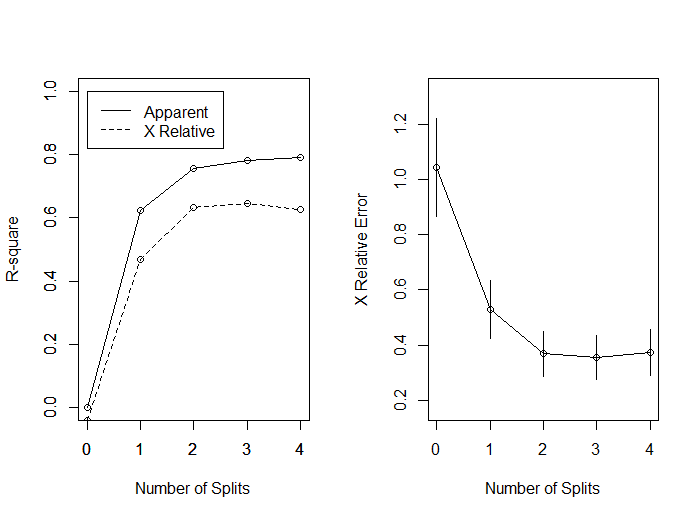 Apparent
X Relative
R-square
0.0
0.2
0.4
0.6
0.8
1.0
0 1 2 3 4
Number of Splits
X Relative Error
0.2
0.4
0.6
0.8
1.0
1.2
0 1 2 3 4
Number of Splits